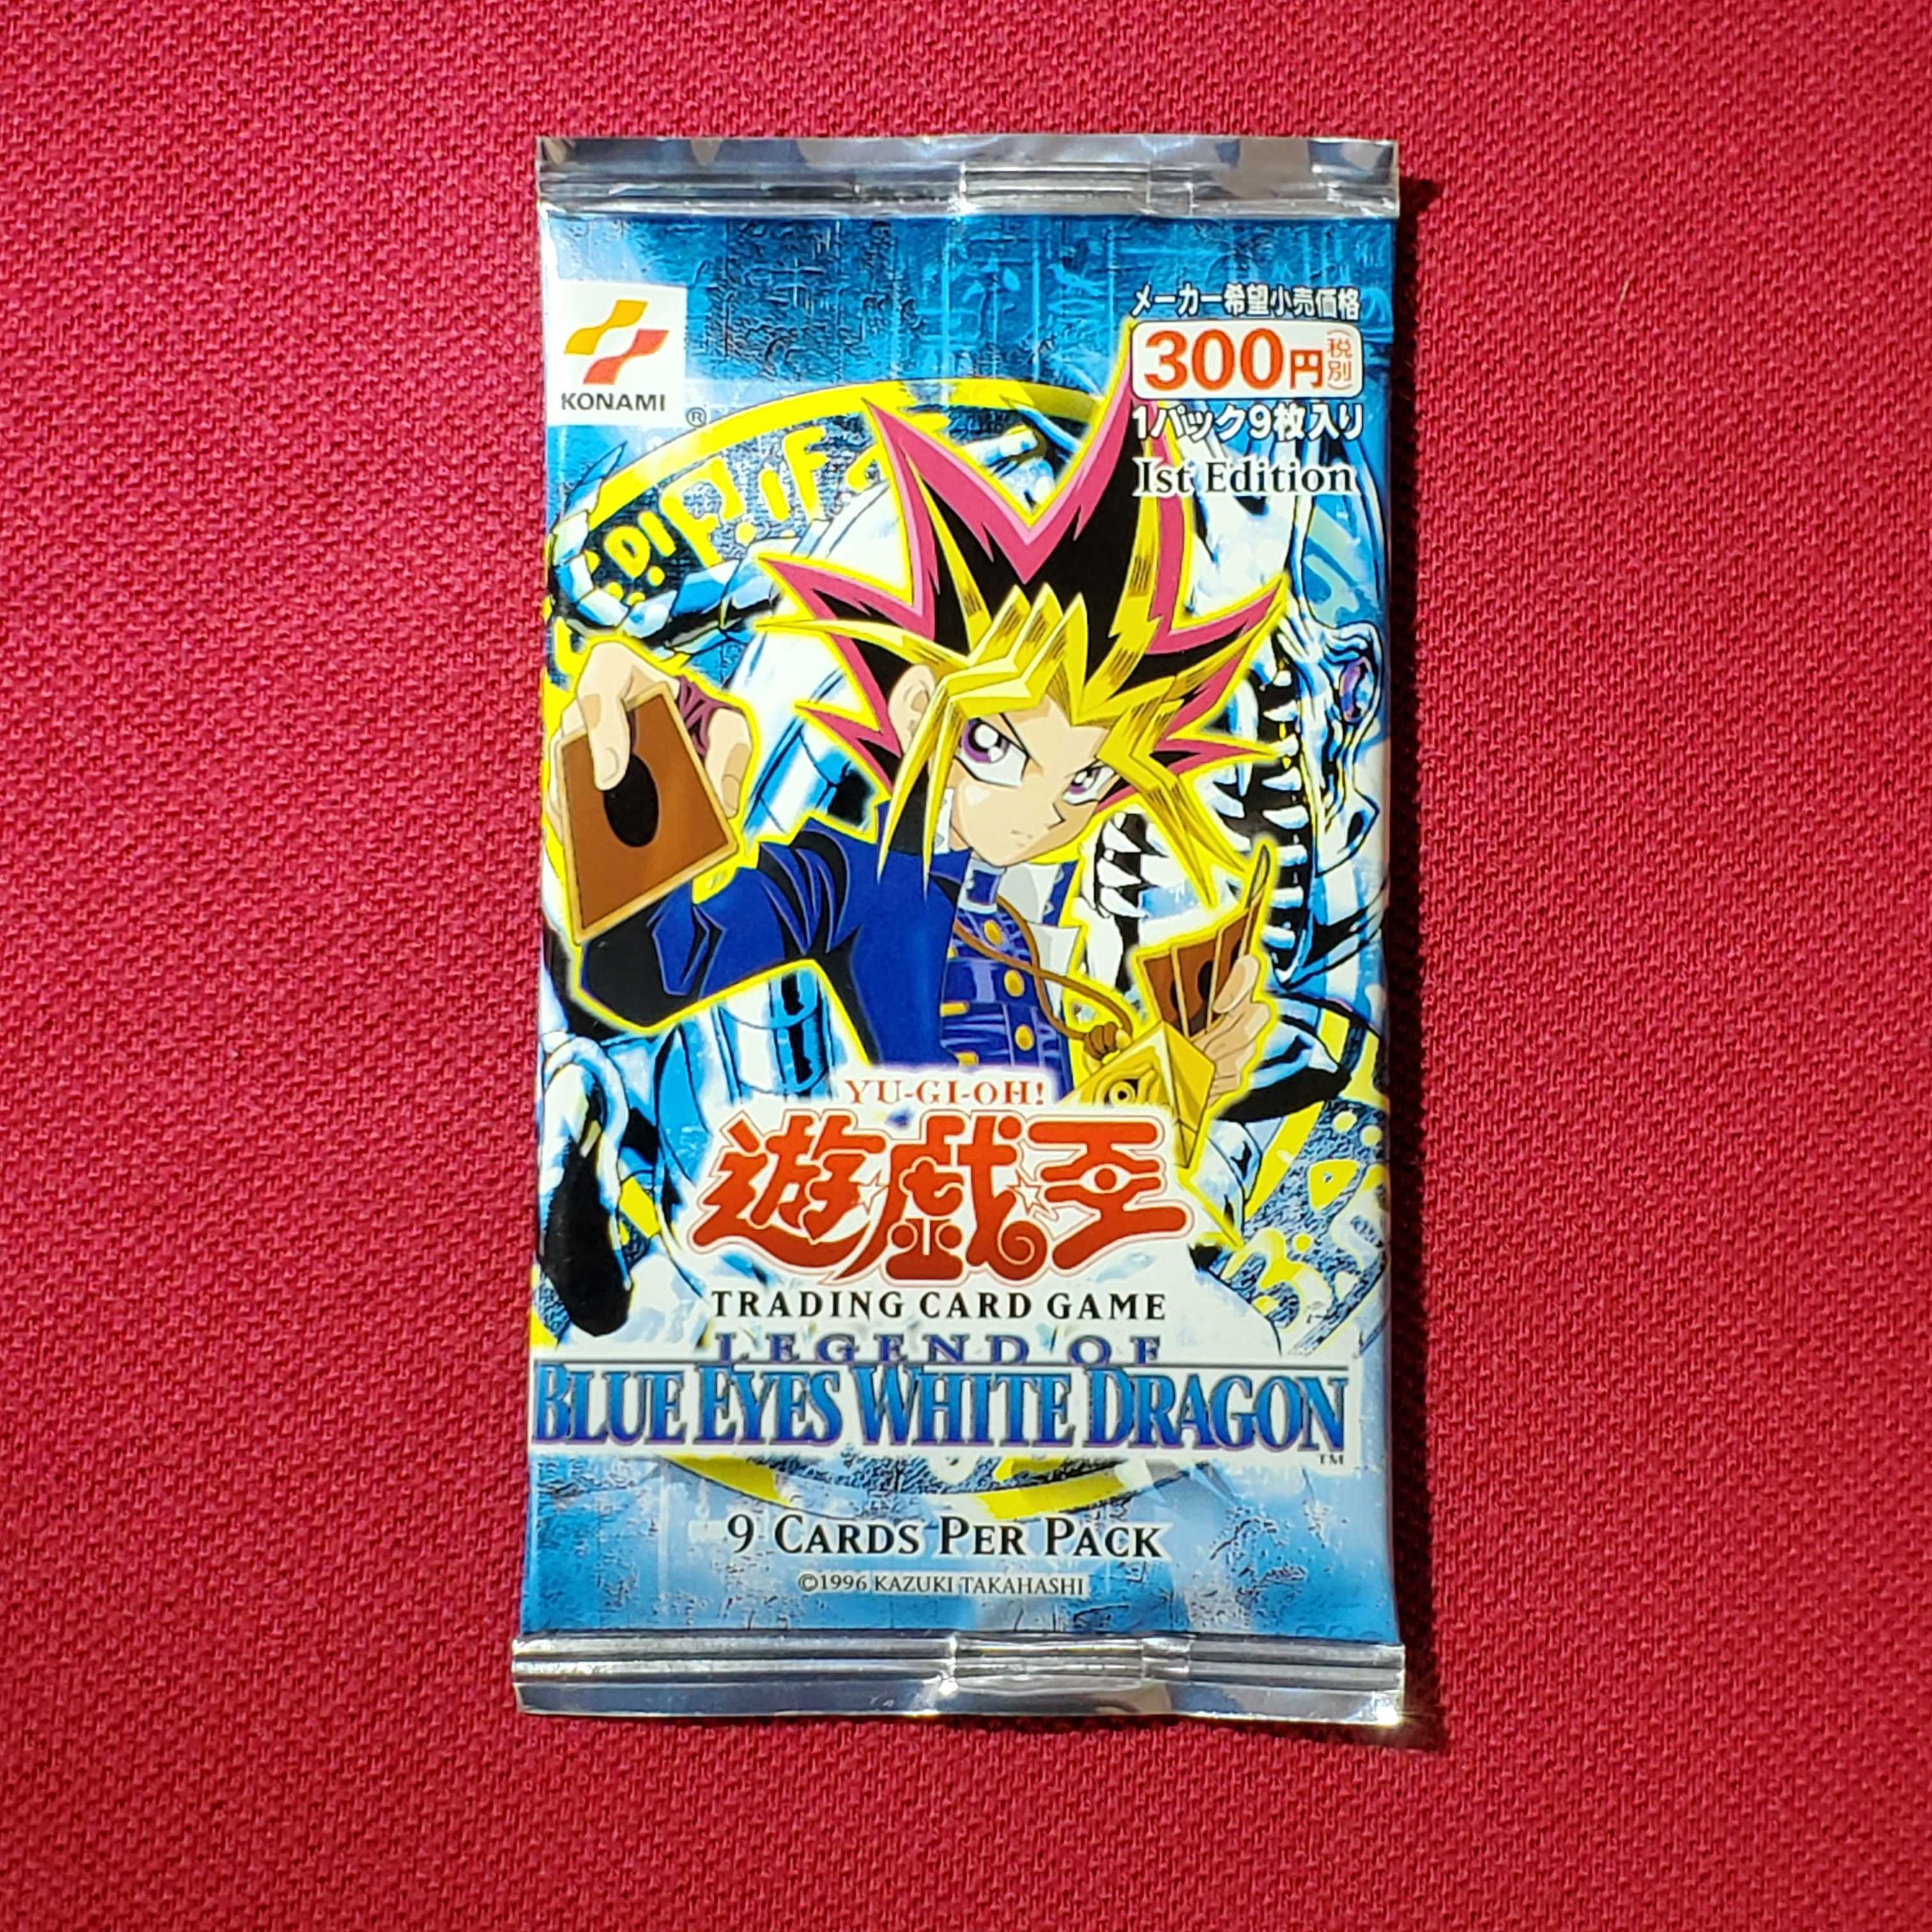 KONAMI
®
メーカー希望小売価格
300円(税別)
1パック9枚入り
1st Edition
YU-GI-OH!
遊戯王
TRADING CARD GAME
LEGEND OF
BLUE EYES WHITE DRAGON
™
9 CARDS PER PACK
©1996 KAZUKI TAKAHASHI